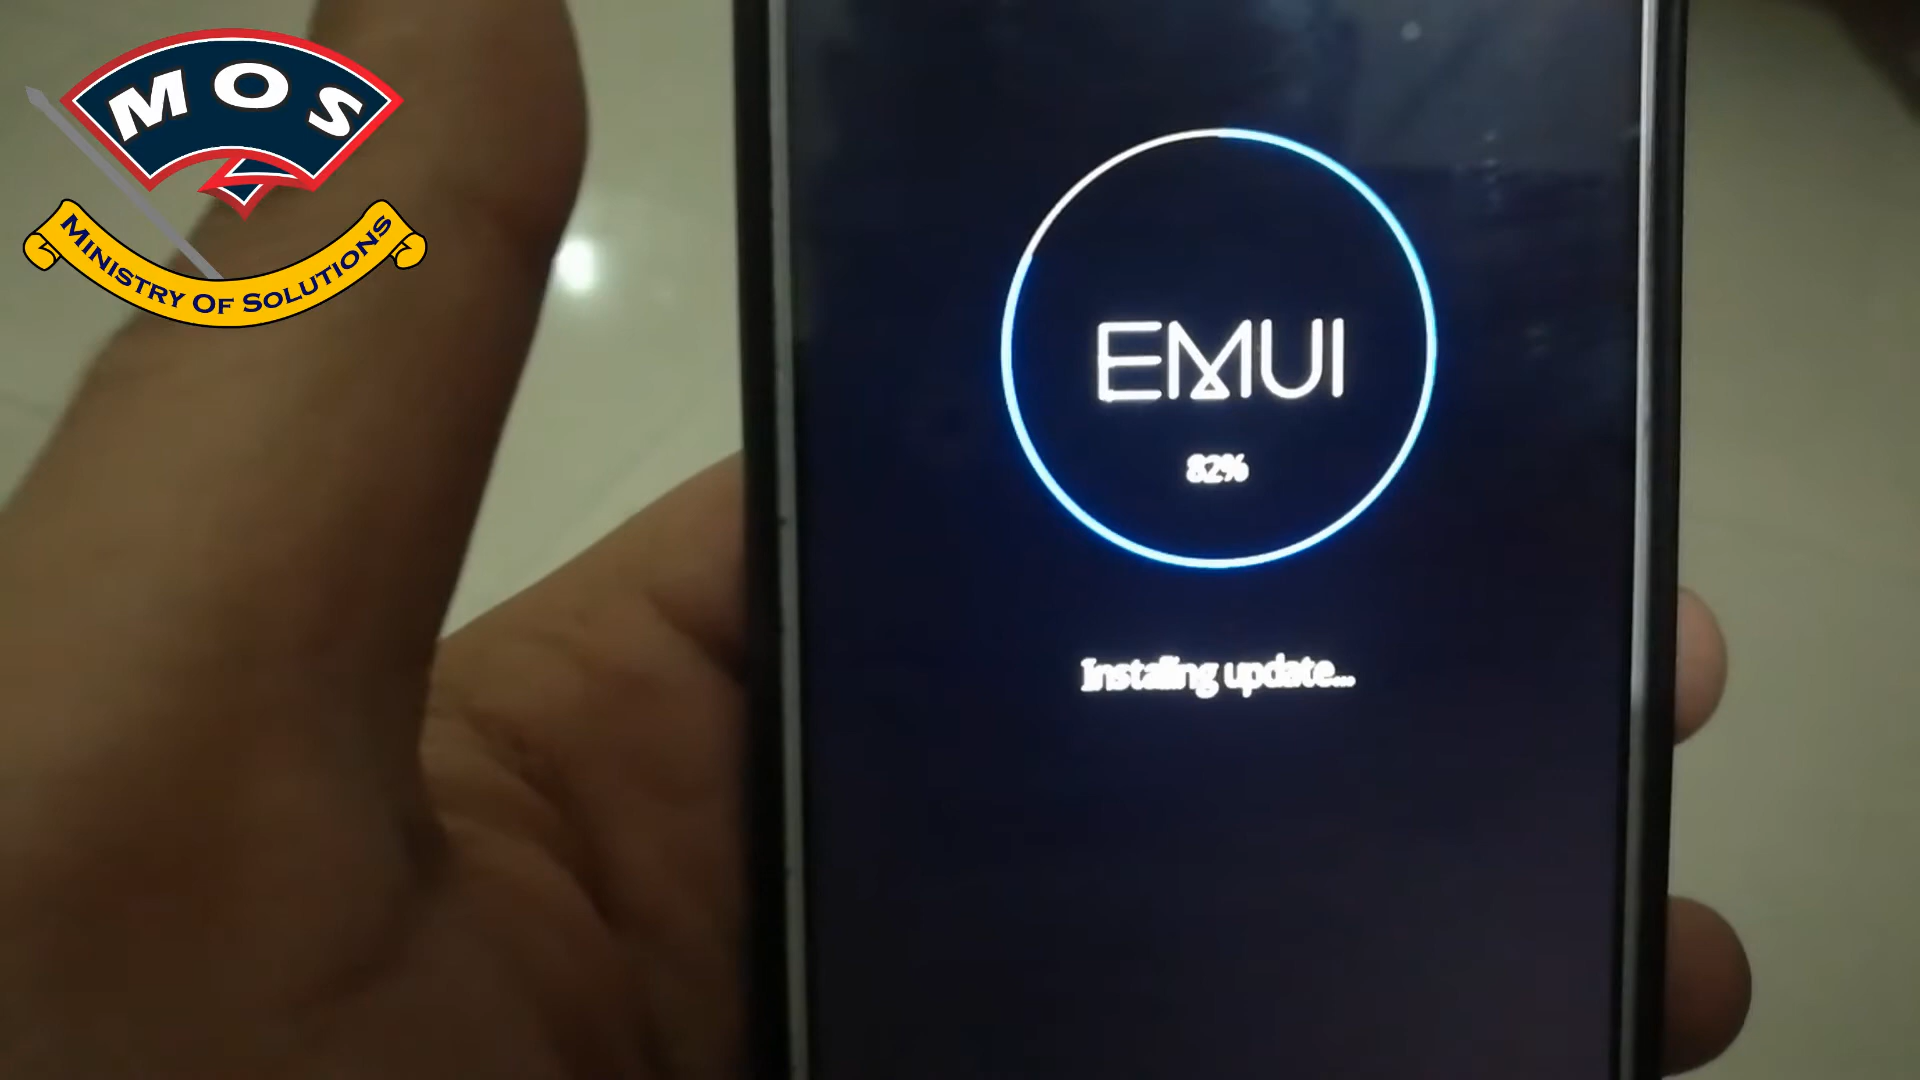 MOS
MINISTRY OF SOLUTIONS
EMUI
82%
Installing update...